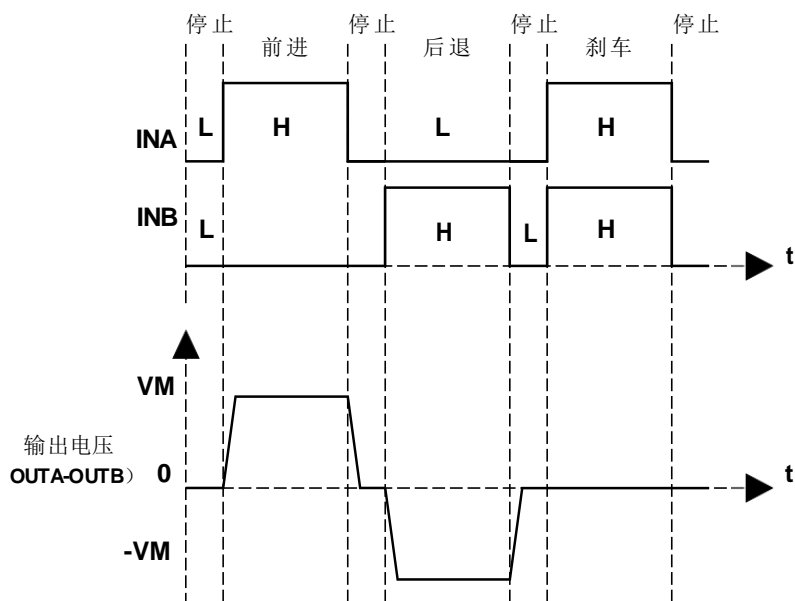 停止 停止 停止 停止
前进 后退 刹车
L H L H
INA
INB
L H L H
t
VM
输出电压
OUTA-OUTB） 0 t
-VM